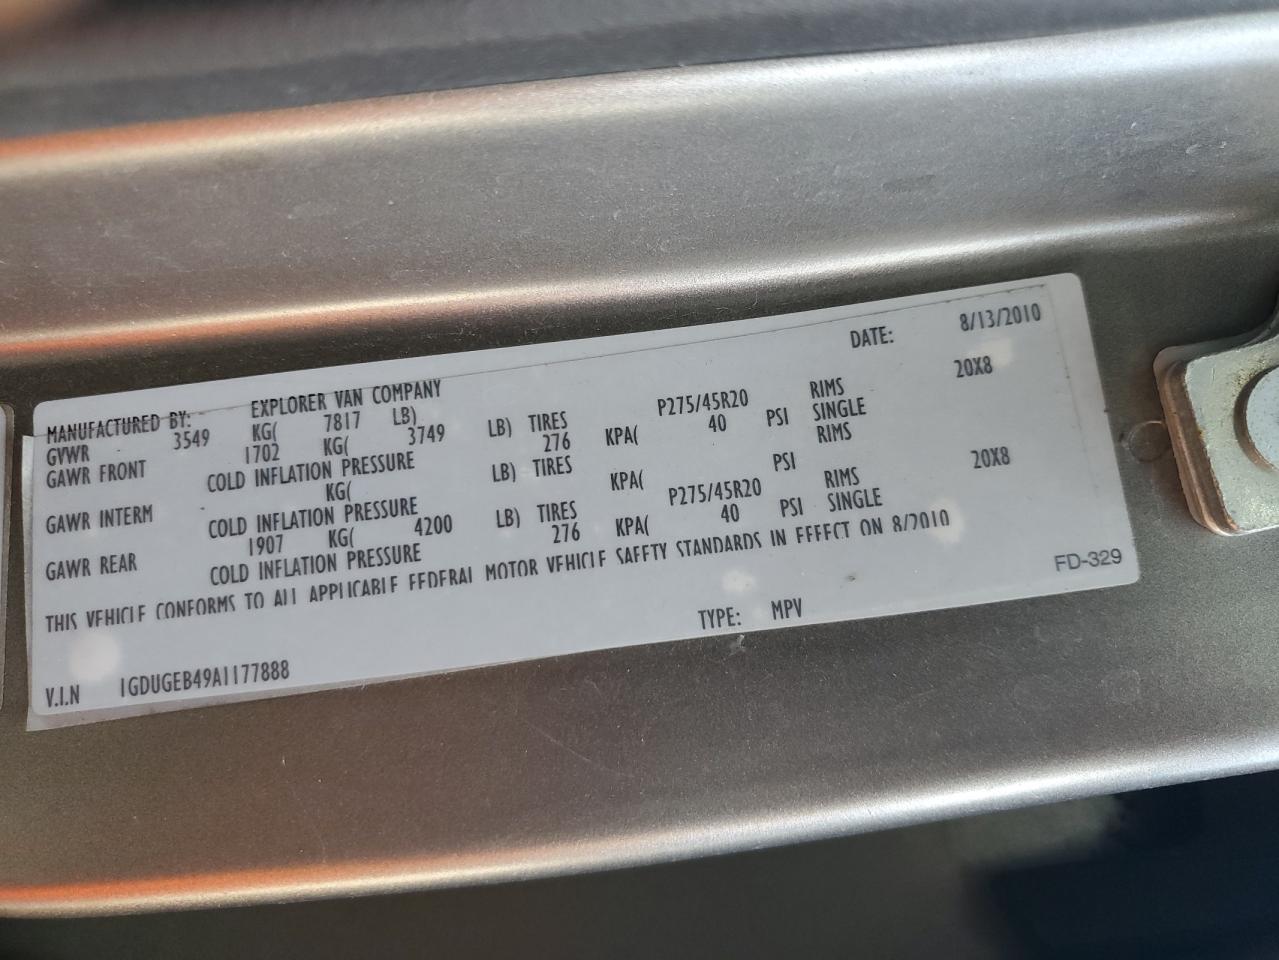 MANUFACTURED BY: EXPLORER VAN COMPANY DATE: 8/13/2010
GVWR 3549 KG( 7817 LB)
GAWR FRONT 1702 KG( 3749 LB) TIRES P275/45R20 RIMS 20X8
COLD INFLATION PRESSURE 276 KPA( 40 PSI SINGLE
GAWR INTERM KG( LB) TIRES RIMS
COLD INFLATION PRESSURE KPA( PSI
GAWR REAR 1907 KG( 4200 LB) TIRES P275/45R20 RIMS 20X8
COLD INFLATION PRESSURE 276 KPA( 40 PSI SINGLE
THIS VEHICLE CONFORMS TO ALL APPLICABLE FEDERAL MOTOR VEHICLE SAFETY STANDARDS IN EFFECT ON 8/2010
V.I.N 1GDUGEB49A1177888 TYPE: MPV FD-329